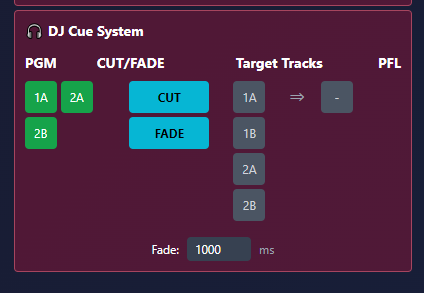 🎧 DJ Cue System
PGM CUT/FADE Target Tracks PFL
1A 2A CUT 1A ⇒ -
2B FADE 1B
2A
2B
Fade: 1000 ms